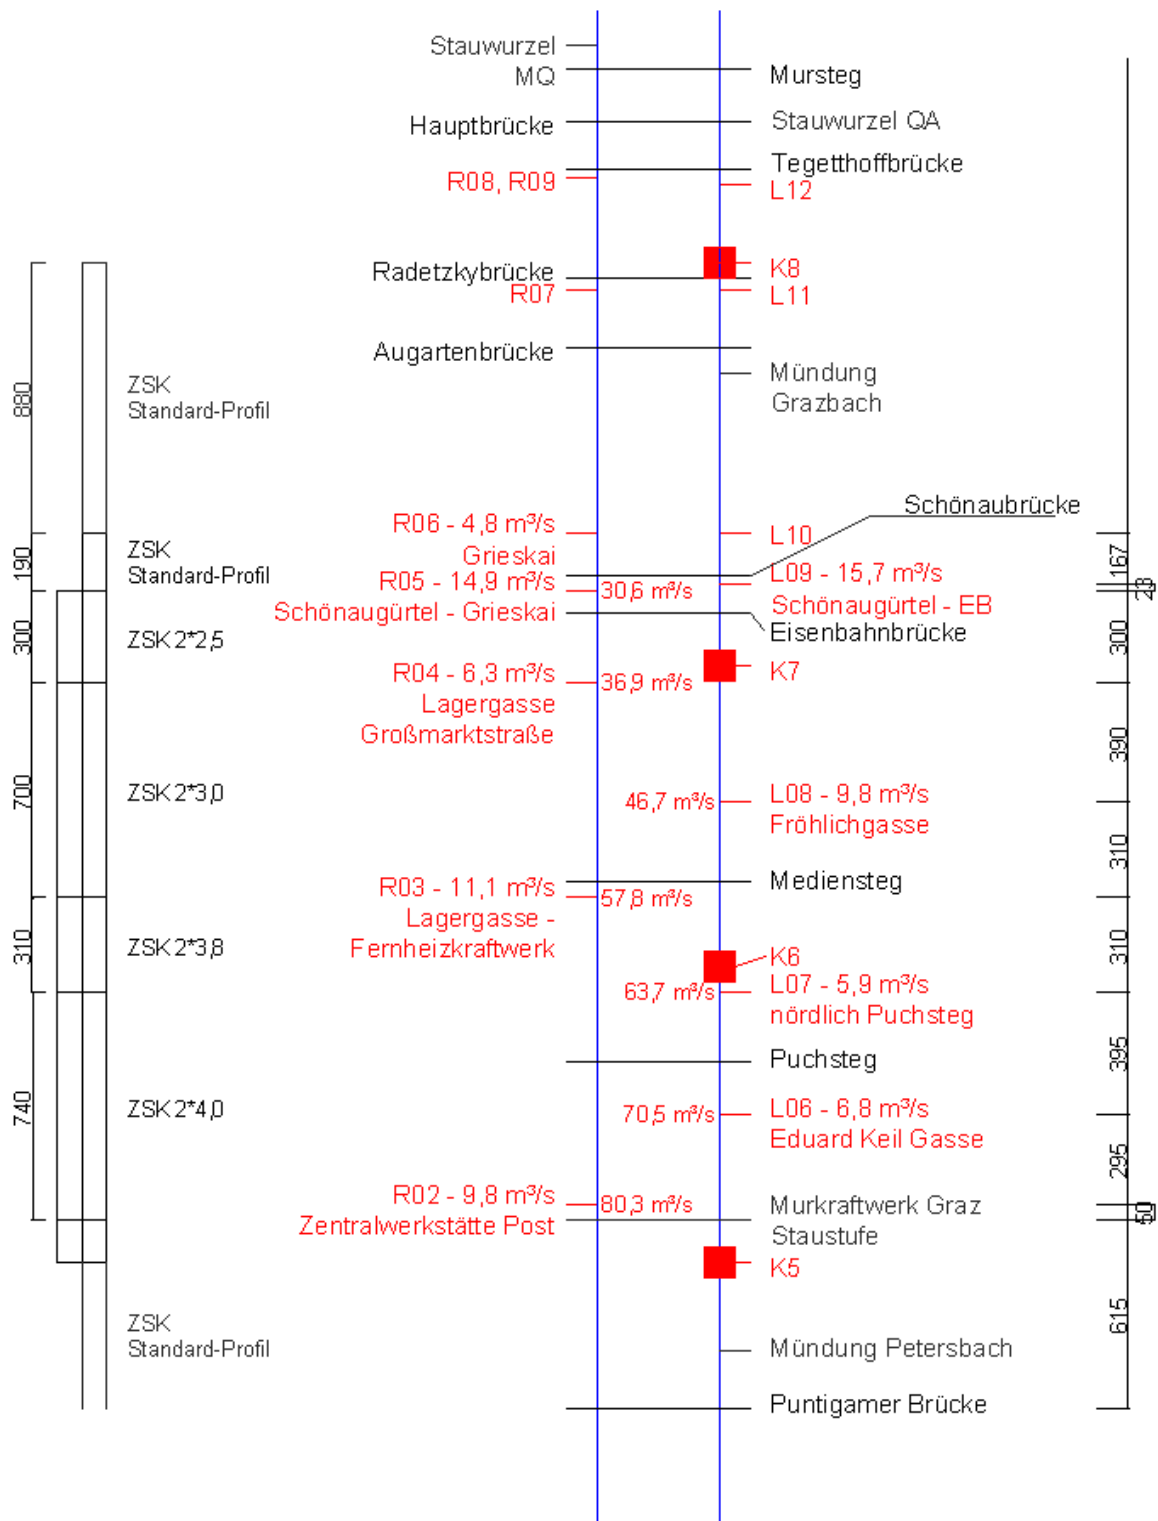 Stauwurzel
MQ
Mursteg
Hauptbrücke
Stauwurzel QA
Tegetthoffbrücke
R08, R09
L12
Radetzkybrücke
K8
R07
L11
Augartenbrücke
Mündung
Grazbach
880
ZSK
Standard-Profil
Schönaubrücke
R06 - 4,8 m³/s
Grieskai
L10
190
ZSK
Standard-Profil
167
R05 - 14,9 m³/s
Schönaugürtel - Grieskai
30,6 m³/s
L09 - 15,7 m³/s
Schönaugürtel - EB
23
Eisenbahnbrücke
300
ZSK 2*2,5
300
K7
R04 - 6,3 m³/s
Lagergasse
Großmarktstraße
36,9 m³/s
390
700
ZSK 2*3,0
46,7 m³/s
L08 - 9,8 m³/s
Fröhlichgasse
310
Mediensteg
R03 - 11,1 m³/s
Lagergasse -
Fernheizkraftwerk
57,8 m³/s
310
ZSK 2*3,8
310
K6
63,7 m³/s
L07 - 5,9 m³/s
nördlich Puchsteg
Puchsteg
395
740
ZSK 2*4,0
70,5 m³/s
L06 - 6,8 m³/s
Eduard Keil Gasse
295
R02 - 9,8 m³/s
Zentralwerkstätte Post
80,3 m³/s
Murkraftwerk Graz
Staustufe
50
K5
ZSK
Standard-Profil
615
Mündung Petersbach
Puntigamer Brücke